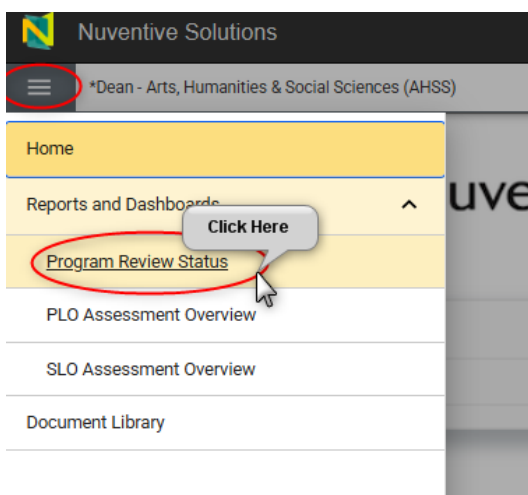 Nuventive Solutions
*Dean - Arts, Humanities & Social Sciences (AHSS)
Home
uve
Reports and Dashboards
Click Here
Program Review Status
PLO Assessment Overview
SLO Assessment Overview
Document Library